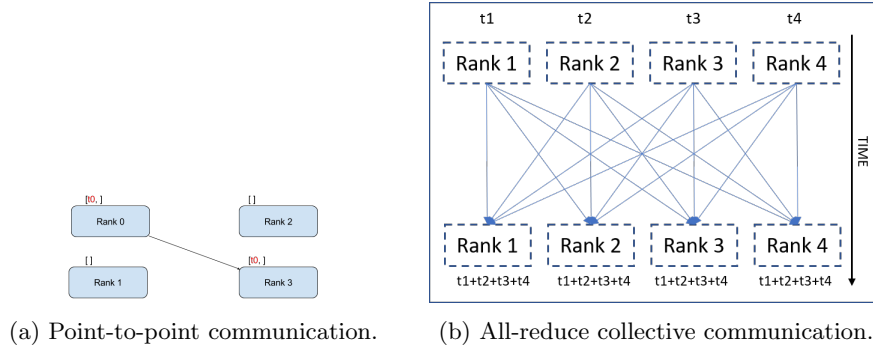 [t0, ]
Rank 0
[ ]
Rank 2
[ ]
Rank 1
[t0, ]
Rank 3
(a) Point-to-point communication.
t1 t2 t3 t4
Rank 1 Rank 2 Rank 3 Rank 4
TIME
Rank 1 Rank 2 Rank 3 Rank 4
t1+t2+t3+t4 t1+t2+t3+t4 t1+t2+t3+t4 t1+t2+t3+t4
(b) All-reduce collective communication.